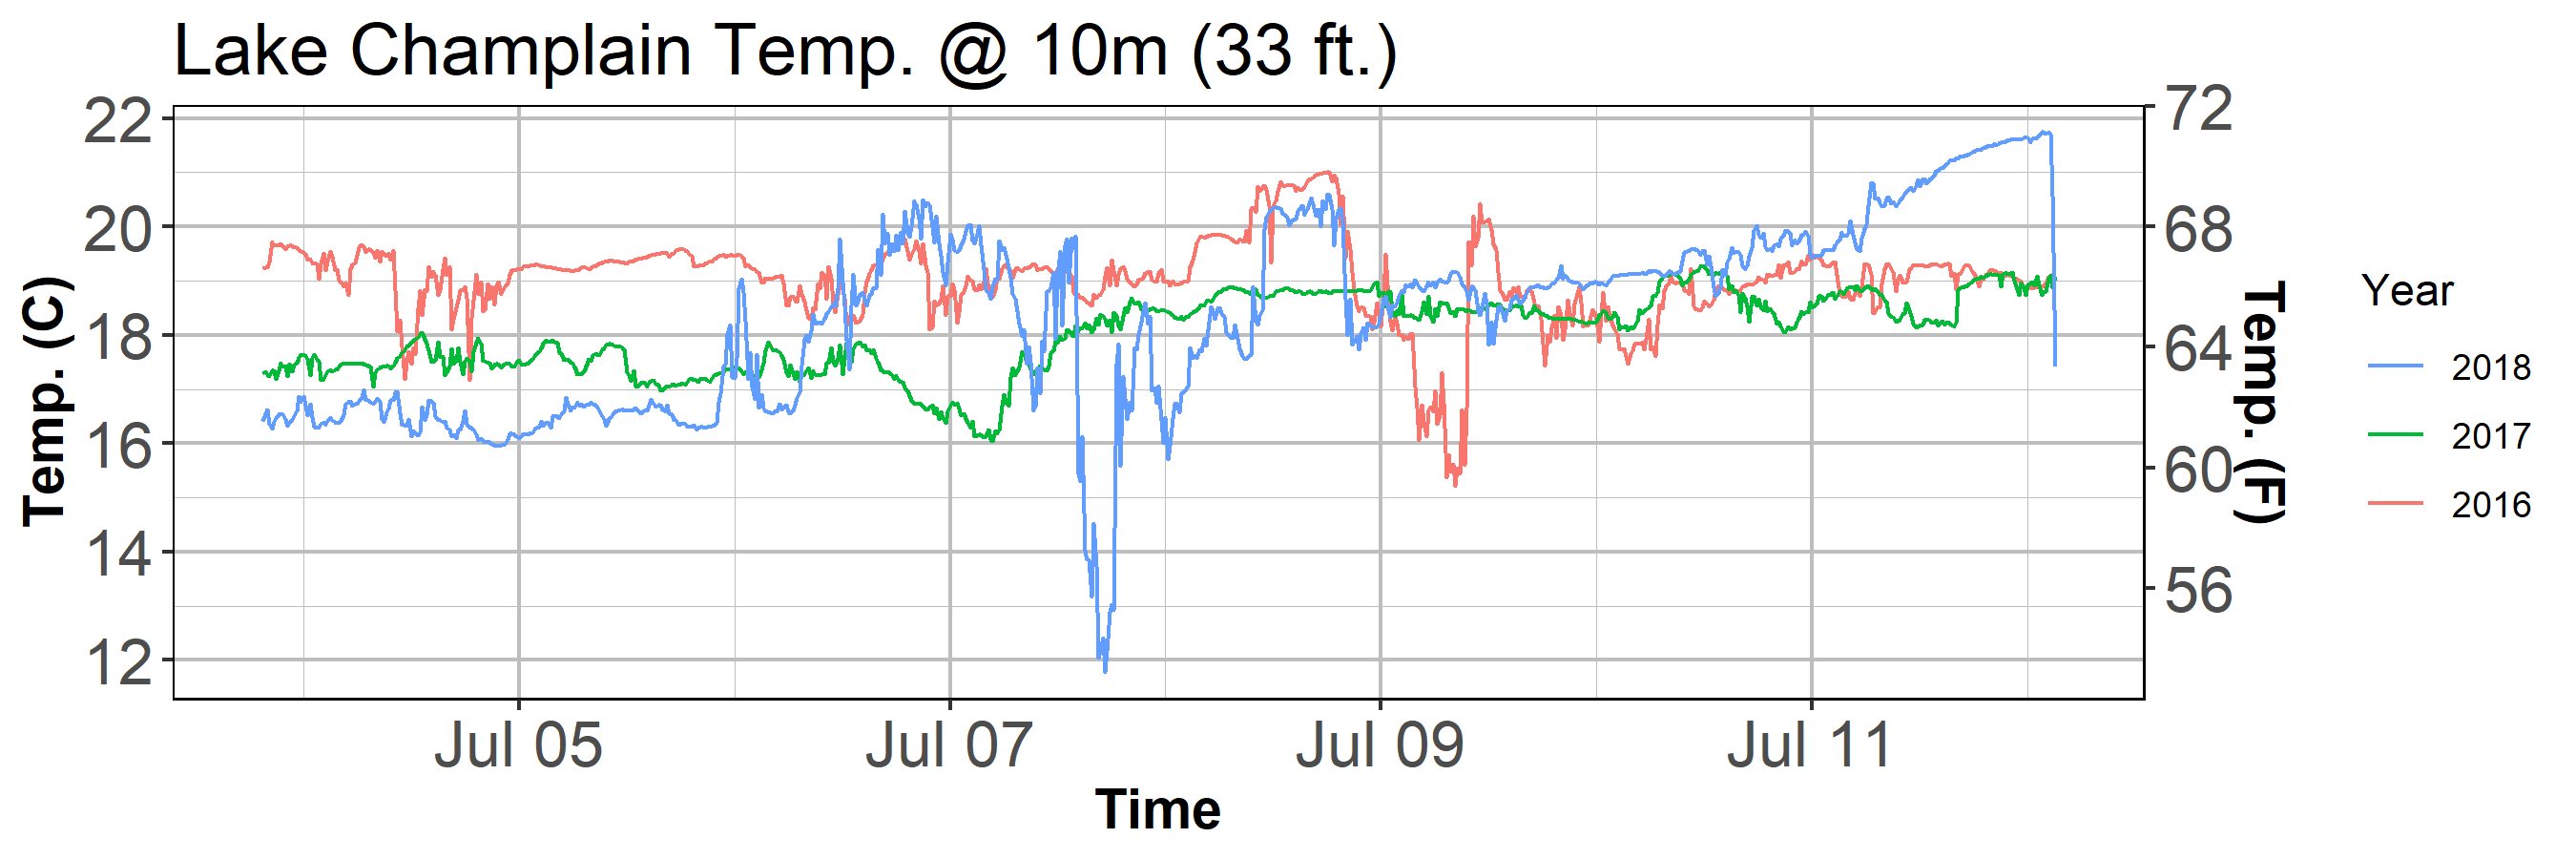 Lake Champlain Temp. @ 10m (33 ft.)
22
20
18
16
14
12
Temp. (C)
72
68
64
60
56
Temp. (F)
Jul 05
Jul 07
Jul 09
Jul 11
Time
Year
2018
2017
2016